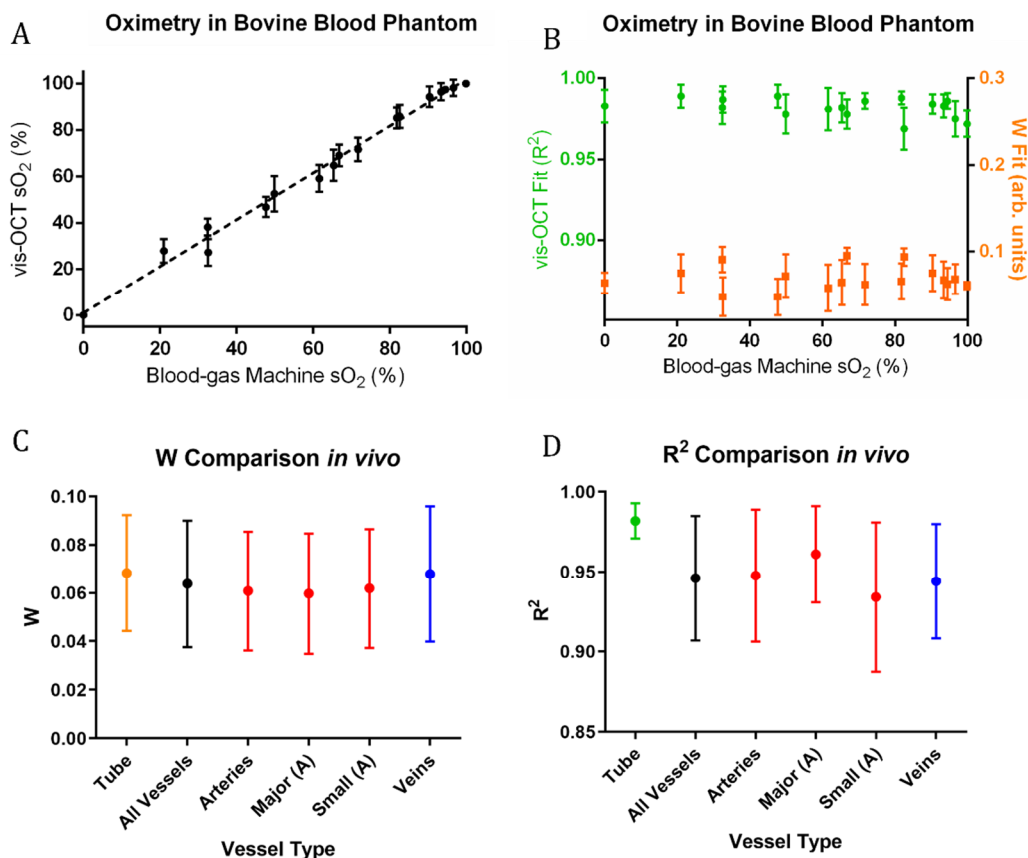 A
Oximetry in Bovine Blood Phantom
100
80
60
40
20
0
vis-OCT sO₂ (%)
0 20 40 60 80 100
Blood-gas Machine sO₂ (%)
B
Oximetry in Bovine Blood Phantom
1.00
0.95
0.90
vis-OCT Fit (R²)
0.3
0.2
0.1
0.0
W Fit (arb. units)
0 20 40 60 80 100
Blood-gas Machine sO₂ (%)
C
W Comparison in vivo
0.10
0.08
0.06
0.04
0.02
0.00
W
Tube
All Vessels
Arteries
Major (A)
Small (A)
Veins
Vessel Type
D
R² Comparison in vivo
1.00
0.95
0.90
0.85
R²
Tube
All Vessels
Arteries
Major (A)
Small (A)
Veins
Vessel Type